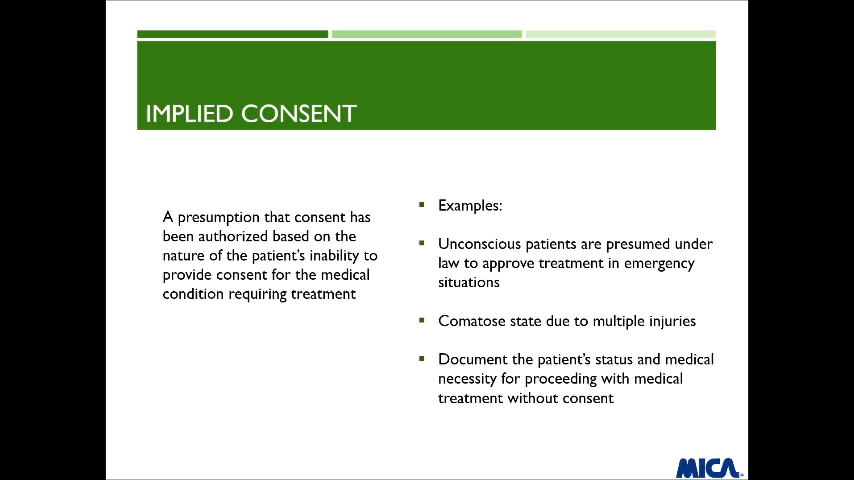 IMPLIED CONSENT
A presumption that consent has
been authorized based on the
nature of the patient's inability to
provide consent for the medical
condition requiring treatment
Examples:
Unconscious patients are presumed under
law to approve treatment in emergency
situations
Comatose state due to multiple injuries
Document the patient's status and medical
necessity for proceeding with medical
treatment without consent
MICA